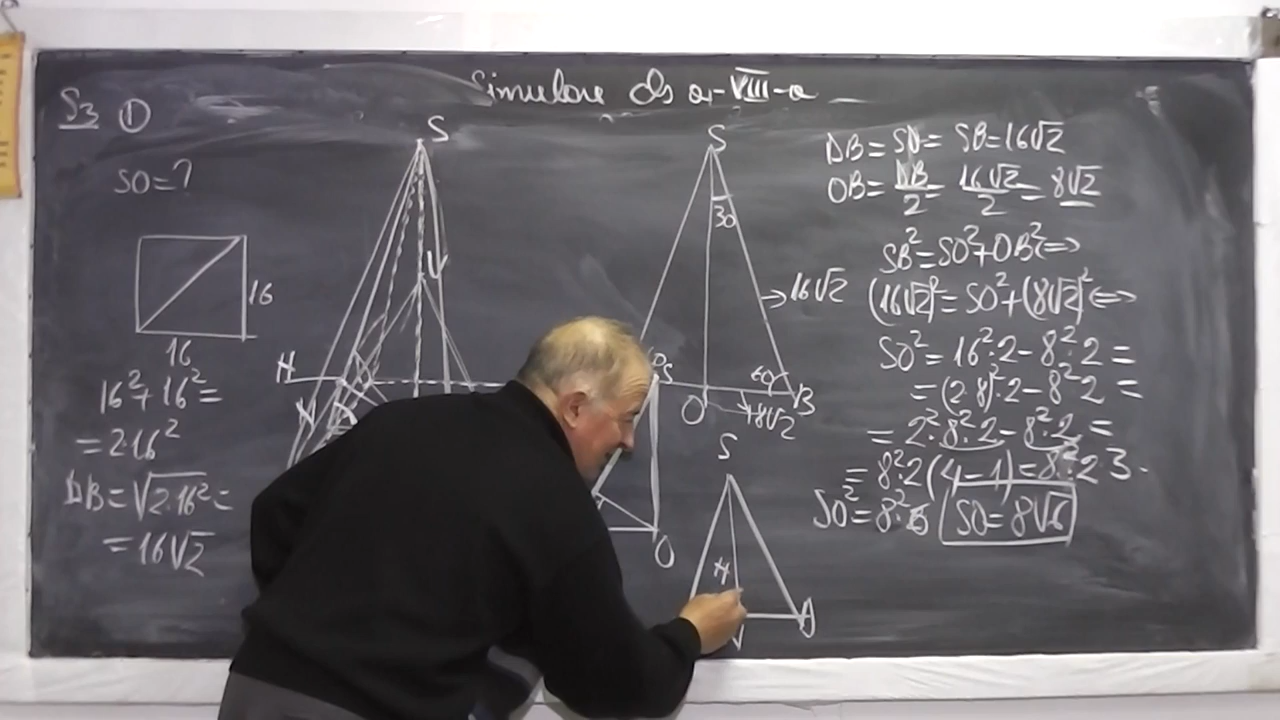 Simulare cls a-VIII-a
S3 ①
SO=?
16
16
16²+16²=
=2·16²
DB=√2·16²=
=16√2
S
V
H
N
O
S
30
16√2
60
O
B
8√2
S
H
DB=SD=SB=16√2
OB=DB/2=16√2/2=8√2
SB²=SO²+OB²⇔
(16√2)²=SO²+(8√2)²⇔
SO²=16²·2-8²·2=
=(2·8)²·2-8²·2=
=2²·8²·2-8²·2=
=8²·2(4-1)=8²·2·3.
SO²=8²·6 SO=8√6